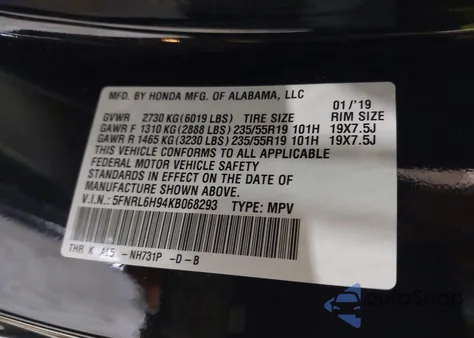 MFD. BY HONDA MFG. OF ALABAMA, LLC
01/'19
GVWR 2730 KG(6019 LBS) TIRE SIZE RIM SIZE
GAWR F 1310 KG(2888 LBS) 235/55R19 101H 19X7.5J
GAWR R 1465 KG(3230 LBS) 235/55R19 101H 19X7.5J
THIS VEHICLE CONFORMS TO ALL APPLICABLE
FEDERAL MOTOR VEHICLE SAFETY
STANDARDS IN EFFECT ON THE DATE OF
MANUFACTURE SHOWN ABOVE.
V.I.N.: 5FNRL6H94KB068293 TYPE: MPV
THR K AL5 -NH731P -D-B
AutoSnap